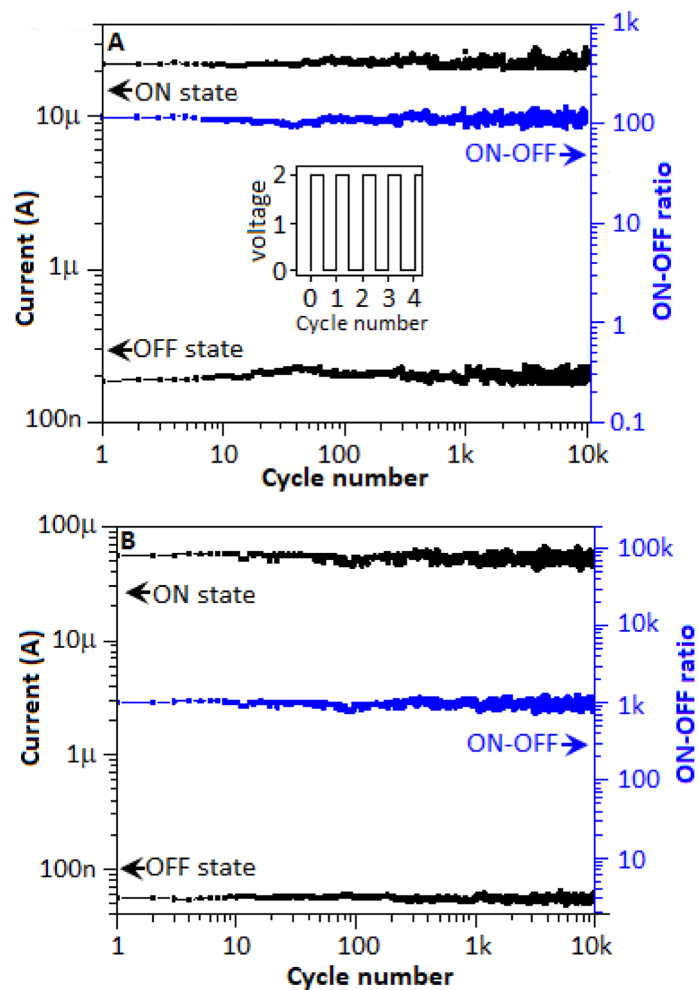 A
1k
ON state
10μ
100
ON-OFF
2
voltage
1
0
0 1 2 3 4
Cycle number
10
Current (A)
ON-OFF ratio
1μ
1
OFF state
100n
0.1
1 10 100 1k 10k
Cycle number
100μ
B
100k
ON state
10μ
10k
Current (A)
ON-OFF ratio
1k
ON-OFF
1μ
100
100n
OFF state
10
1 10 100 1k 10k
Cycle number